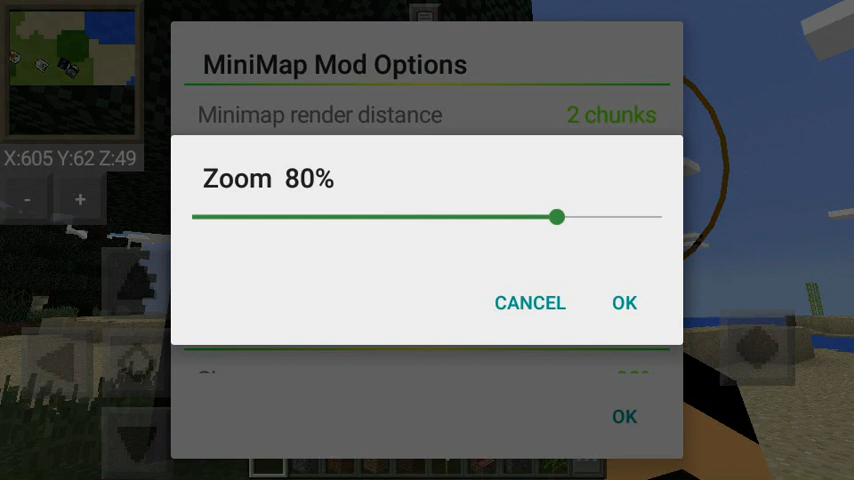 MiniMap Mod Options
Minimap render distance 2 chunks
X:605 Y:62 Z:49
- +
Zoom 80%
CANCEL OK
OK